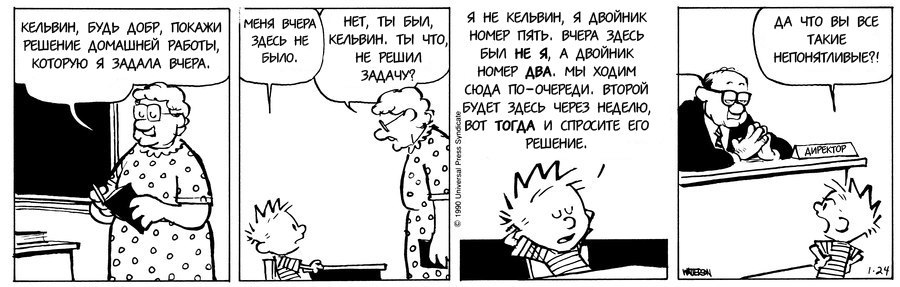 КЕЛЬВИН, БУДЬ ДОБР, ПОКАЖИ
РЕШЕНИЕ ДОМАШНЕЙ РАБОТЫ,
КОТОРУЮ Я ЗАДАЛА ВЧЕРА.
МЕНЯ ВЧЕРА
ЗДЕСЬ НЕ
БЫЛО.
НЕТ, ТЫ БЫЛ,
КЕЛЬВИН. ТЫ ЧТО,
НЕ РЕШИЛ
ЗАДАЧУ?
© 1990 Universal Press Syndicate
Я НЕ КЕЛЬВИН, Я ДВОЙНИК
НОМЕР ПЯТЬ. ВЧЕРА ЗДЕСЬ
БЫЛ НЕ Я, А ДВОЙНИК
НОМЕР ДВА. МЫ ХОДИМ
СЮДА ПО-ОЧЕРЕДИ. ВТОРОЙ
БУДЕТ ЗДЕСЬ ЧЕРЕЗ НЕДЕЛЮ,
ВОТ ТОГДА И СПРОСИТЕ ЕГО
РЕШЕНИЕ.
ДА ЧТО ВЫ ВСЕ
ТАКИЕ
НЕПОНЯТЛИВЫЕ?!
ДИРЕКТОР
WATTERSON
1-24